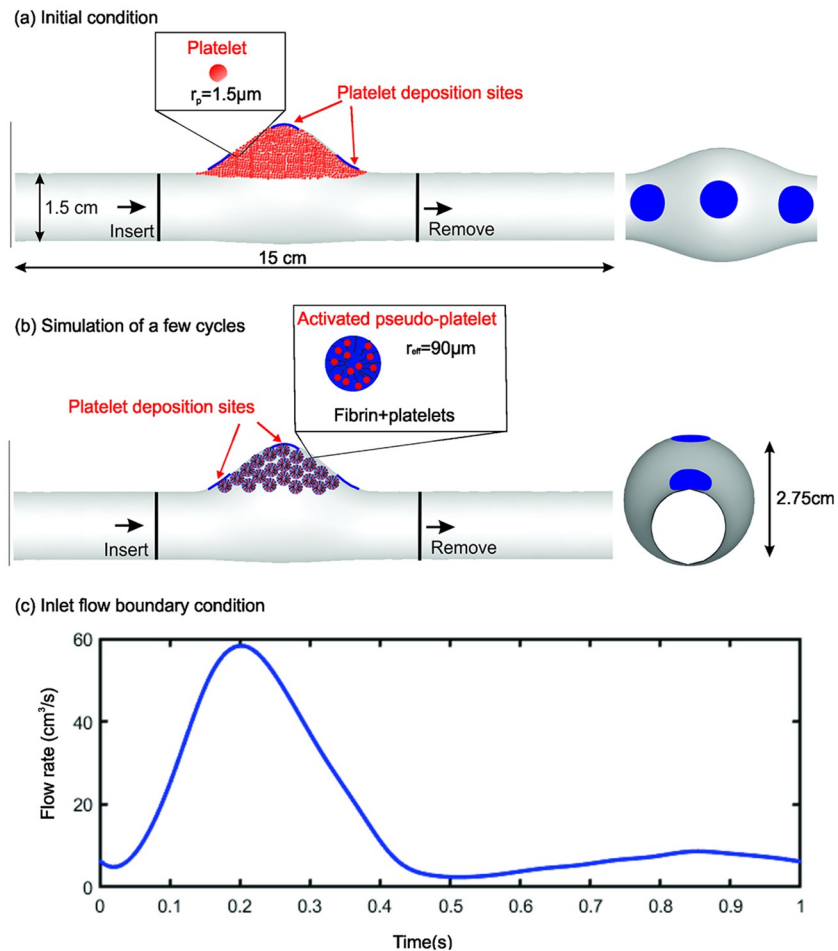 (a) Initial condition
Platelet
rₚ=1.5μm
Platelet deposition sites
1.5 cm
Insert
Remove
15 cm
(b) Simulation of a few cycles
Activated pseudo-platelet
r_eff=90μm
Fibrin+platelets
Platelet deposition sites
Insert
Remove
2.75cm
(c) Inlet flow boundary condition
Flow rate (cm³/s)
60
40
20
0
0 0.1 0.2 0.3 0.4 0.5 0.6 0.7 0.8 0.9 1
Time(s)